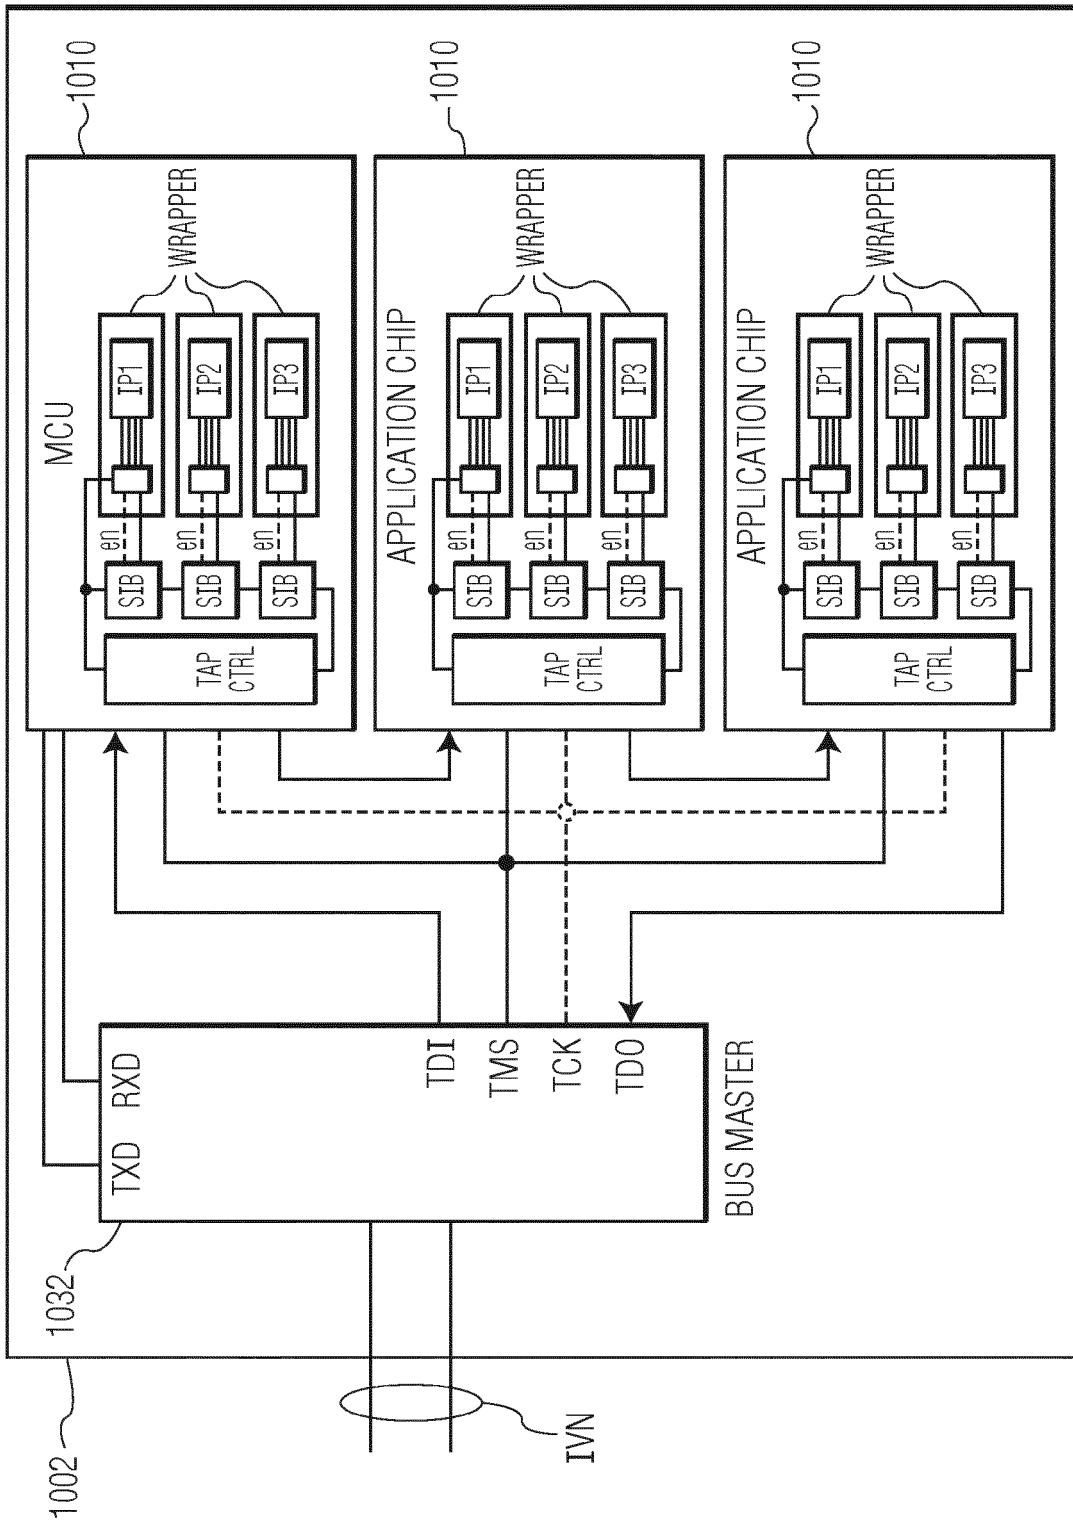 1002
1032
IVN
TXD
RXD
TDI
TMS
TCK
TDO
BUS MASTER
MCU
1010
TAP
CTRL
SIB
SIB
SIB
en
en
en
IP1
IP2
IP3
WRAPPER
APPLICATION CHIP
1010
TAP
CTRL
SIB
SIB
SIB
en
en
en
IP1
IP2
IP3
WRAPPER
APPLICATION CHIP
1010
TAP
CTRL
SIB
SIB
SIB
en
en
en
IP1
IP2
IP3
WRAPPER